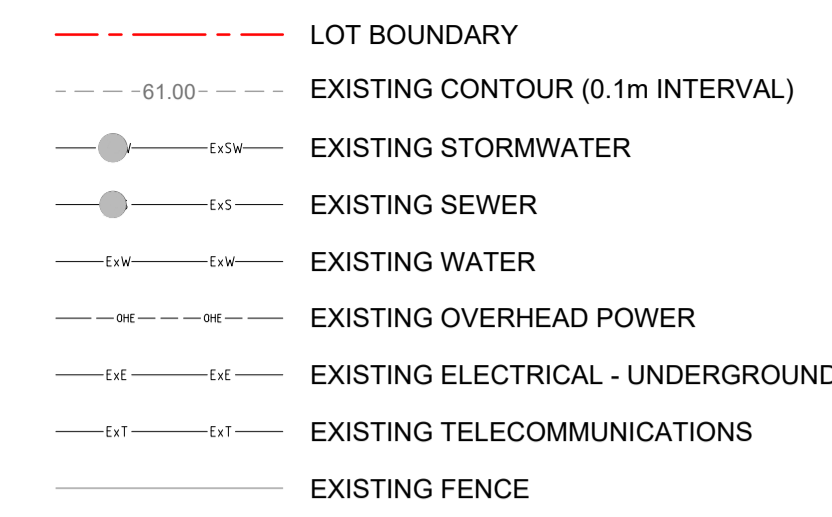 LOT BOUNDARY
61.00 EXISTING CONTOUR (0.1m INTERVAL)
ExSW EXISTING STORMWATER
ExS EXISTING SEWER
ExW ExW EXISTING WATER
OHE OHE EXISTING OVERHEAD POWER
ExE ExE EXISTING ELECTRICAL - UNDERGROUND
ExT ExT EXISTING TELECOMMUNICATIONS
EXISTING FENCE